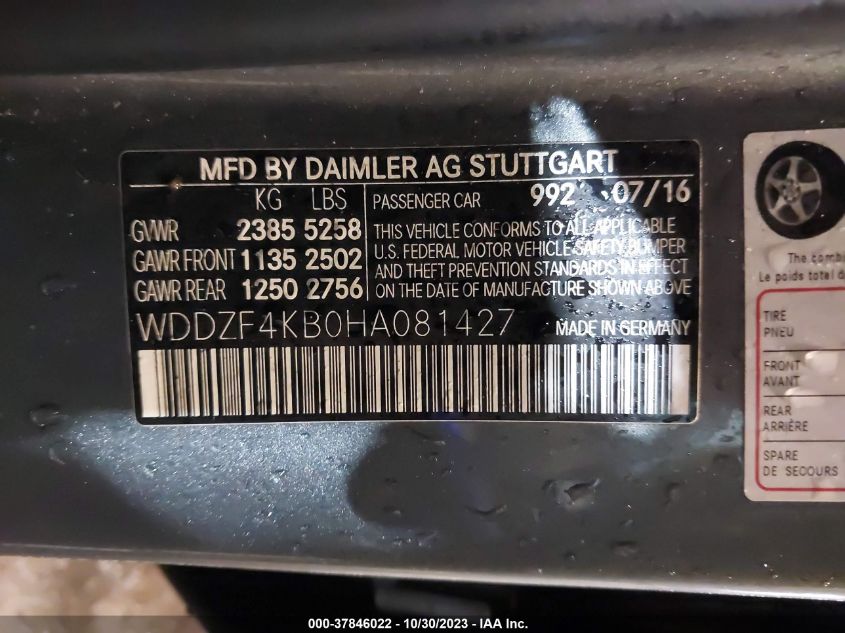 MFD BY DAIMLER AG STUTTGART
KG LBS
GVWR 2385 5258
GAWR FRONT 1135 2502
GAWR REAR 1250 2756
PASSENGER CAR 07/16
THIS VEHICLE CONFORMS TO ALL APPLICABLE
U.S. FEDERAL MOTOR VEHICLE SAFETY, BUMPER
AND THEFT PREVENTION STANDARDS IN EFFECT
ON THE DATE OF MANUFACTURE SHOWN ABOVE
WDDZF4KB0HA081427 MADE IN GERMANY
The
Le poids total
TIRE
PNEU
FRONT
AVANT
REAR
ARRIÈRE
SPARE
DE SECOURS
000-37846022 - 10/30/2023 - IAA Inc.